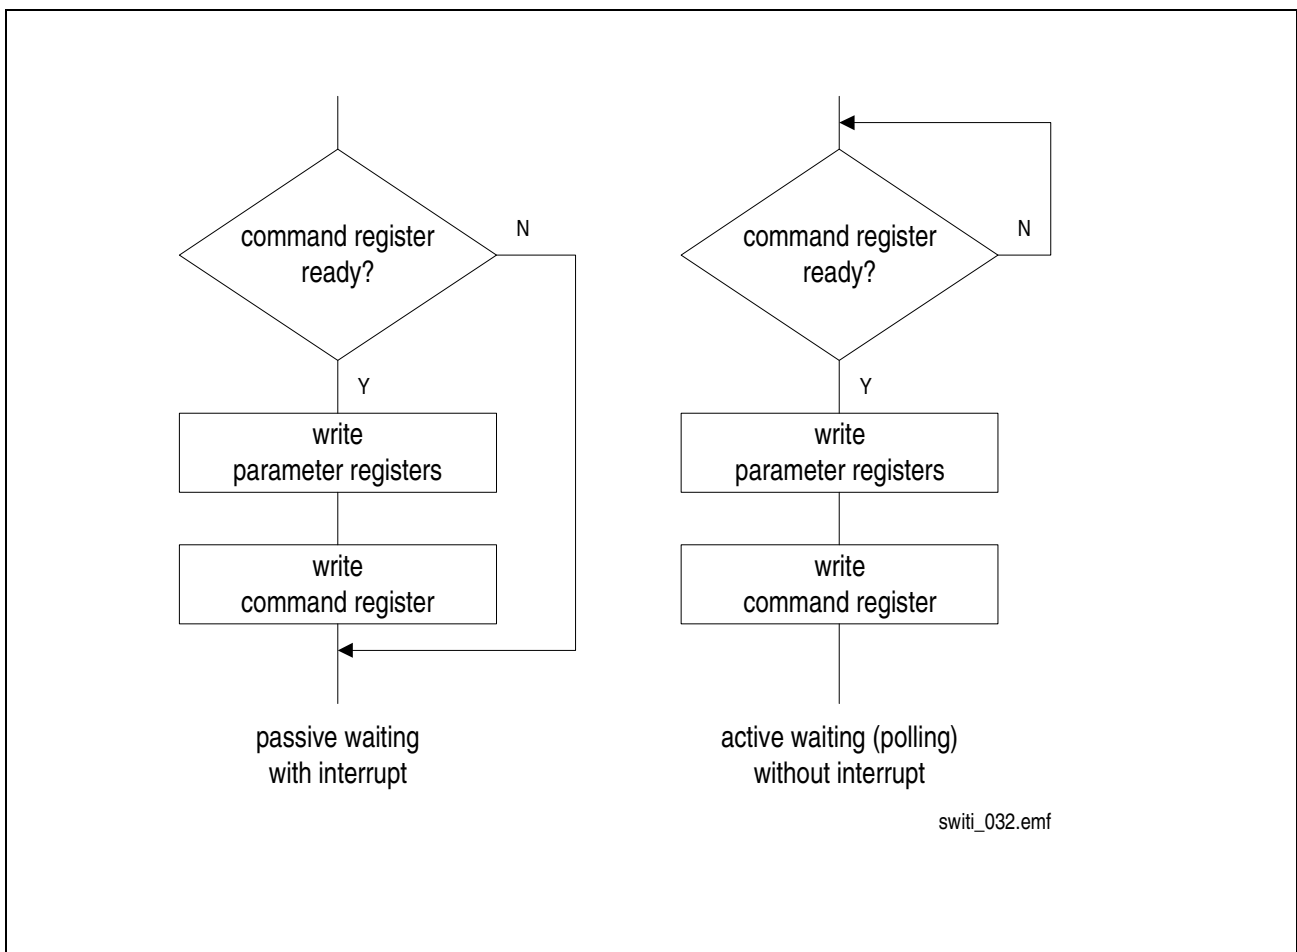 command register
ready?
N
Y
write
parameter registers
write
command register
passive waiting
with interrupt
command register
ready?
N
Y
write
parameter registers
write
command register
active waiting (polling)
without interrupt
switi_032.emf